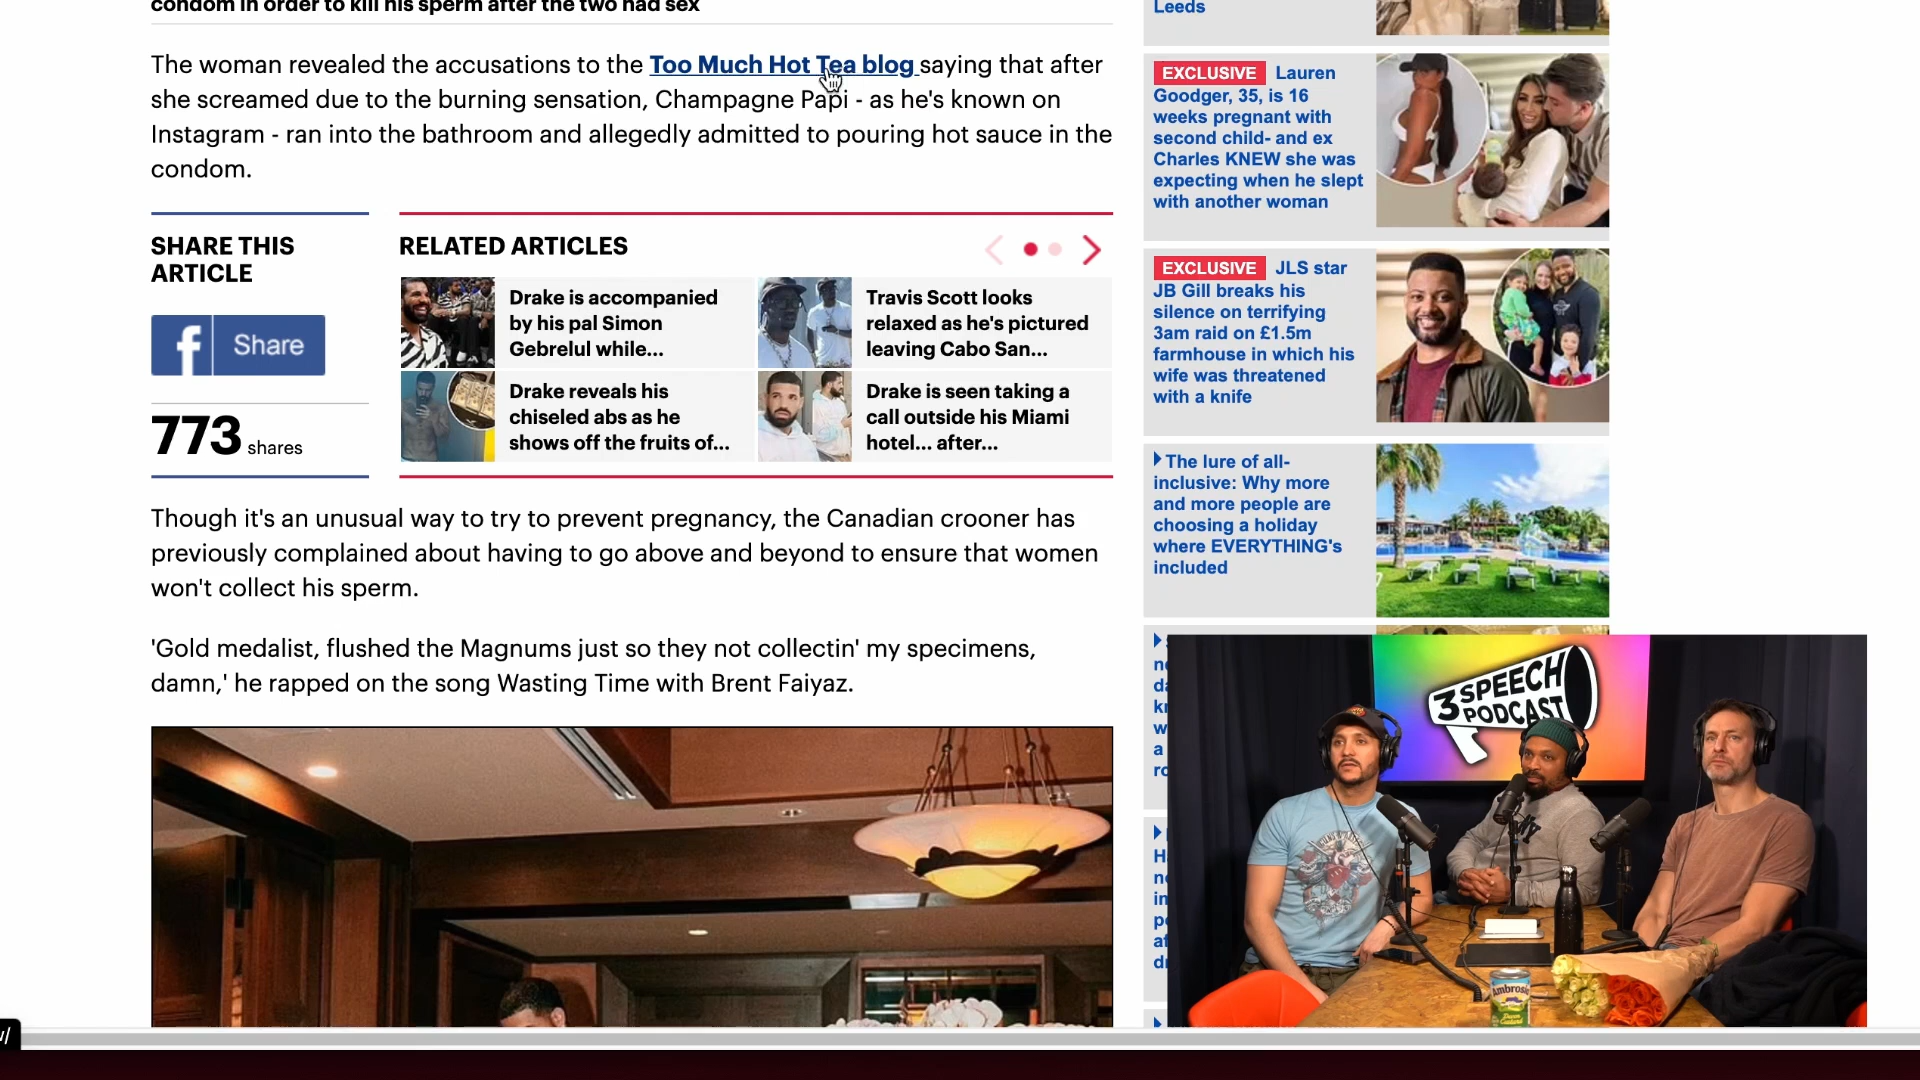 condom in order to kill his sperm after the two had sex
The woman revealed the accusations to the Too Much Hot Tea blog saying that after
she screamed due to the burning sensation, Champagne Papi - as he's known on
Instagram - ran into the bathroom and allegedly admitted to pouring hot sauce in the
condom.
SHARE THIS
ARTICLE
f Share
773 shares
RELATED ARTICLES
Drake is accompanied
by his pal Simon
Gebrelul while...
Travis Scott looks
relaxed as he's pictured
leaving Cabo San...
Drake reveals his
chiseled abs as he
shows off the fruits of...
Drake is seen taking a
call outside his Miami
hotel... after...
Though it's an unusual way to try to prevent pregnancy, the Canadian crooner has
previously complained about having to go above and beyond to ensure that women
won't collect his sperm.
'Gold medalist, flushed the Magnums just so they not collectin' my specimens,
damn,' he rapped on the song Wasting Time with Brent Faiyaz.
Leeds
EXCLUSIVE Lauren
Goodger, 35, is 16
weeks pregnant with
second child- and ex
Charles KNEW she was
expecting when he slept
with another woman
EXCLUSIVE JLS star
JB Gill breaks his
silence on terrifying
3am raid on £1.5m
farmhouse in which his
wife was threatened
with a knife
The lure of all-
inclusive: Why more
and more people are
choosing a holiday
where EVERYTHING's
included
3 SPEECH
PODCAST
Ambrosia